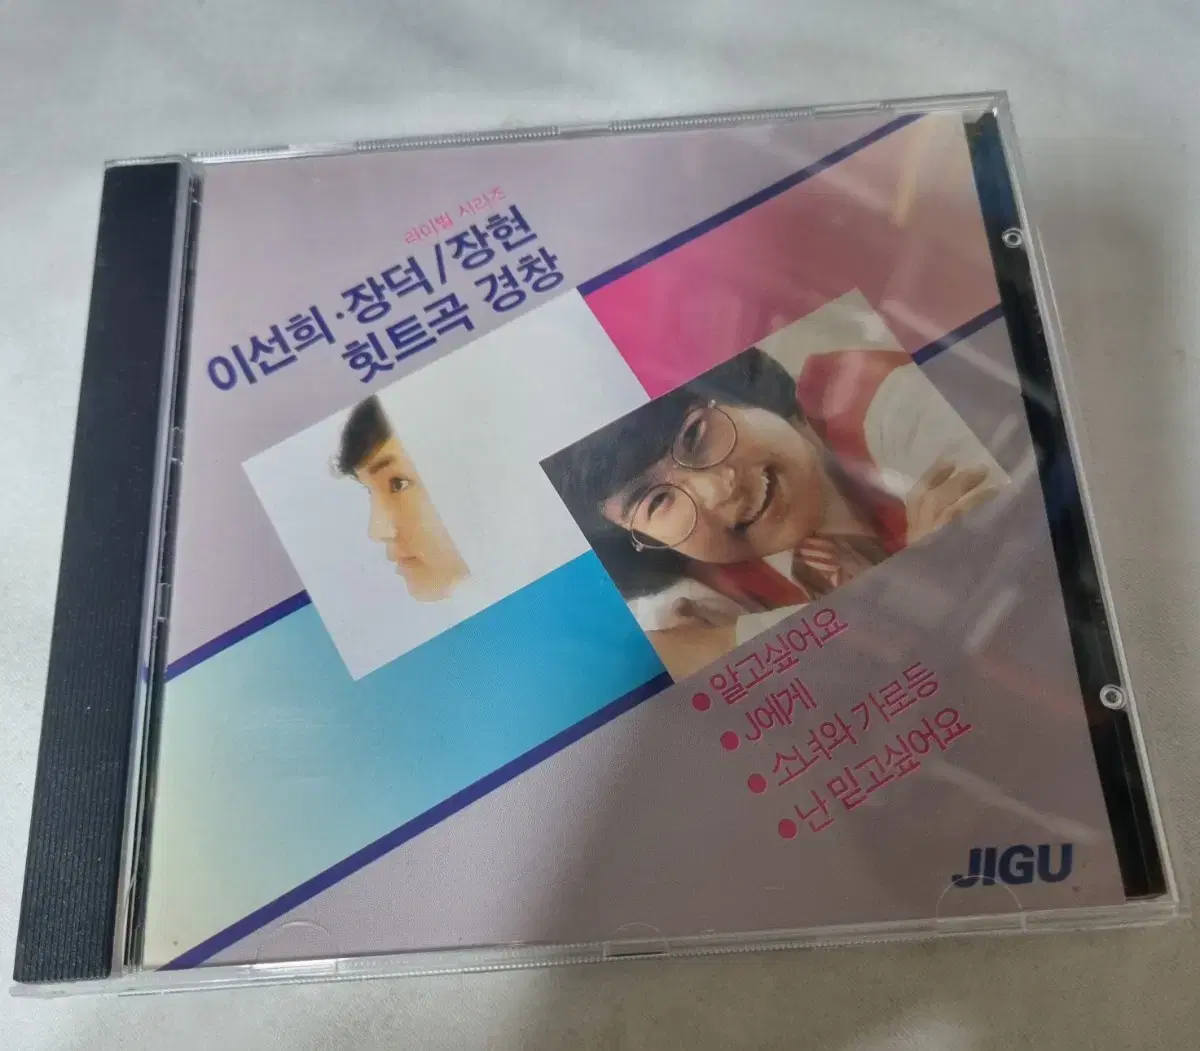 라이벌 시리즈
이선희·장덕/장현
힛트곡 경창
●알고싶어요
●J에게
●소녀와 가로등
●난 믿고싶어요
JIGU